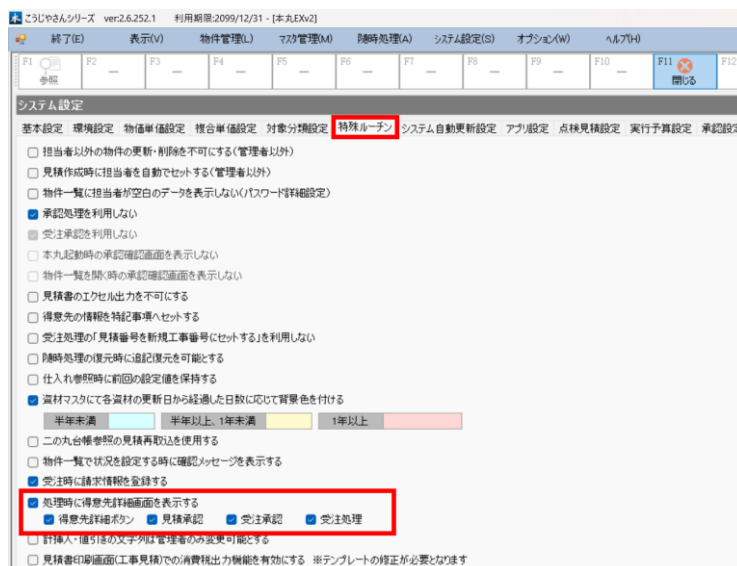 こうじやさんシリーズ ver:2.6.252.1 利用期限:2099/12/31 - [本丸EXv2]
終了(E) 表示(V) 物件管理(L) マスタ管理(M) 随時処理(A) システム設定(S) オプション(W) ヘルプ(H)
F1 F2 F3 F4 F5 F6 F7 F8 F9 F10 F11 F12
参照 閉じる
システム設定
基本設定 環境設定 物価単価設定 複合単価設定 対象分類設定 特殊ルーチン システム自動更新設定 アプリ設定 点検見積設定 実行予算設定 承認設定
担当者以外の物件の更新・削除を不可にする(管理者以外)
見積作成時に担当者を自動でセットする(管理者以外)
物件一覧に担当者が空白のデータを表示しない(パスワード詳細設定)
承認処理を利用しない
受注承認を利用しない
本丸起動時の承認確認画面を表示しない
物件一覧を開く時の承認確認画面を表示しない
見積書のエクセル出力を不可にする
得意先の情報を特記事項へセットする
受注処理の「見積番号を新規工事番号にセットする」を利用しない
随時処理の復元時に追記復元を可能とする
仕入れ参照時に前回の設定値を保持する
資材マスタにて各資材の更新日から経過した日数に応じて背景色を付ける
半年未満 半年以上、1年未満 1年以上
二の丸台帳参照の見積再取込を使用する
物件一覧で状況を設定する時に確認メッセージを表示する
受注時に請求情報を登録する
処理時に得意先詳細画面を表示する
得意先詳細ボタン 見積承認 受注承認 受注処理
計挿入・値引きの文字列は管理者のみ変更可能とする
見積書印刷画面(工事見積)での消費税出力機能を有効にする ※テンプレートの修正が必要となります